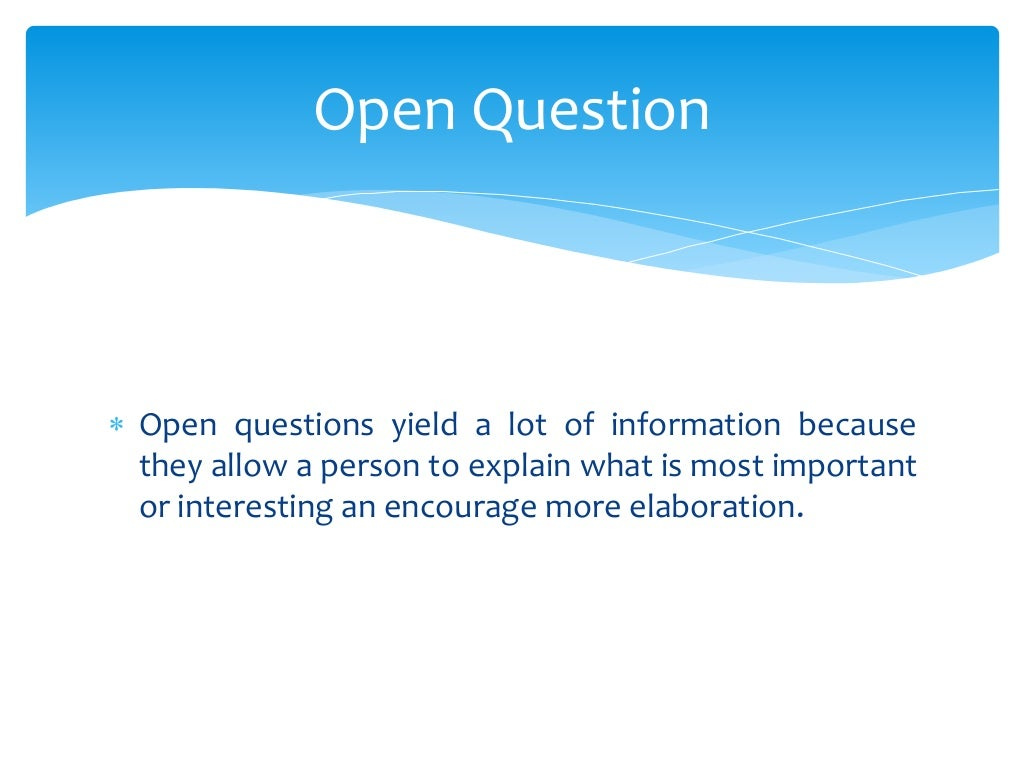 Open Question
* Open questions yield a lot of information because
they allow a person to explain what is most important
or interesting an encourage more elaboration.